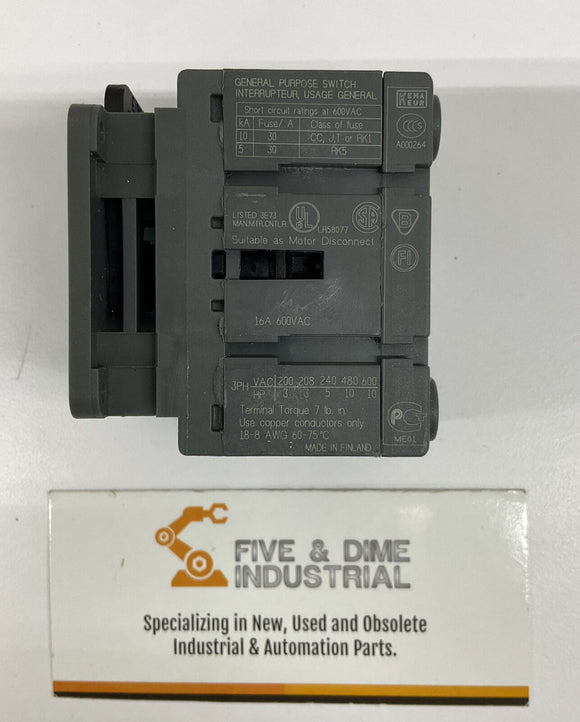 GENERAL PURPOSE SWITCH
INTERRUPTEUR, USAGE GENERAL
Short circuit ratings at 600VAC
kA Fuse/ A Class of fuse
10 30 CC, J,T or RK1
5 30 RK5
KEMA
KEUR
CCC S
A000264
LISTED 3E73
MAN.MTR.CNTLR.
UL
LR58077
SA
B
FI
Suitable as Motor Disconnect
16A 600VAC
3PH VAC 200 208 240 480 600
HP 3 3 5 10 10
Terminal Torque 7 lb. in.
Use copper conductors only
18-8 AWG 60-75°C
MADE IN FINLAND
ME01
FIVE & DIME
INDUSTRIAL
Specializing in New, Used and Obsolete
Industrial & Automation Parts.